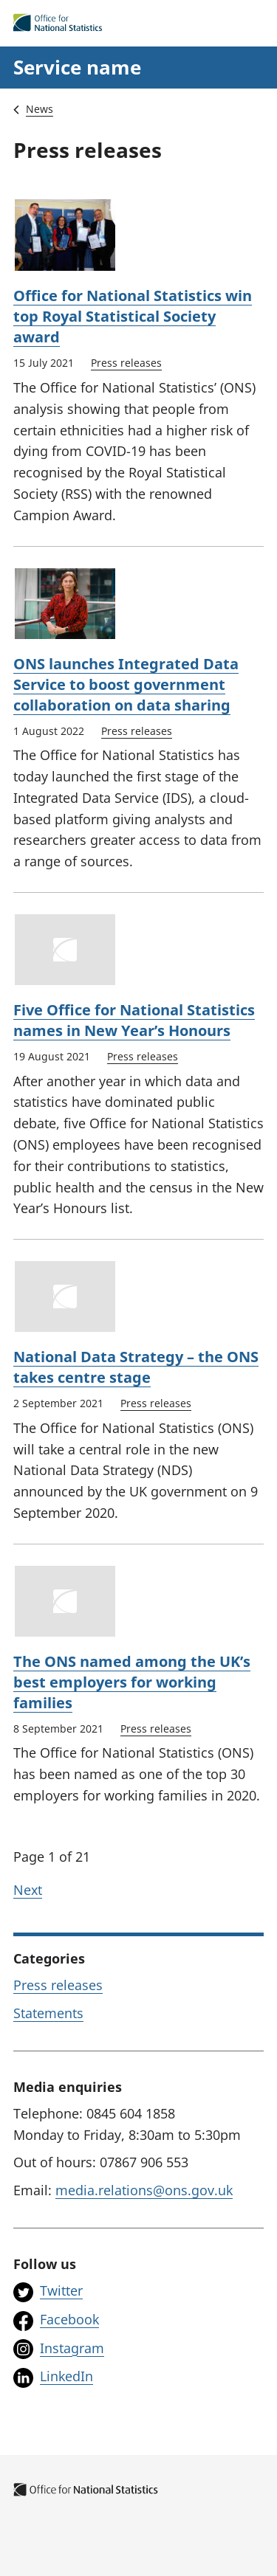 Office for
National Statistics
Service name
News
Press releases
Office for National Statistics win
top Royal Statistical Society
award
15 July 2021 Press releases
The Office for National Statistics’ (ONS)
analysis showing that people from
certain ethnicities had a higher risk of
dying from COVID-19 has been
recognised by the Royal Statistical
Society (RSS) with the renowned
Campion Award.
ONS launches Integrated Data
Service to boost government
collaboration on data sharing
1 August 2022 Press releases
The Office for National Statistics has
today launched the first stage of the
Integrated Data Service (IDS), a cloud-
based platform giving analysts and
researchers greater access to data from
a range of sources.
Five Office for National Statistics
names in New Year’s Honours
19 August 2021 Press releases
After another year in which data and
statistics have dominated public
debate, five Office for National Statistics
(ONS) employees have been recognised
for their contributions to statistics,
public health and the census in the New
Year’s Honours list.
National Data Strategy – the ONS
takes centre stage
2 September 2021 Press releases
The Office for National Statistics (ONS)
will take a central role in the new
National Data Strategy (NDS)
announced by the UK government on 9
September 2020.
The ONS named among the UK’s
best employers for working
families
8 September 2021 Press releases
The Office for National Statistics (ONS)
has been named as one of the top 30
employers for working families in 2020.
Page 1 of 21
Next
Categories
Press releases
Statements
Media enquiries
Telephone: 0845 604 1858
Monday to Friday, 8:30am to 5:30pm
Out of hours: 07867 906 553
Email: media.relations@ons.gov.uk
Follow us
Twitter
Facebook
Instagram
LinkedIn
Office for National Statistics